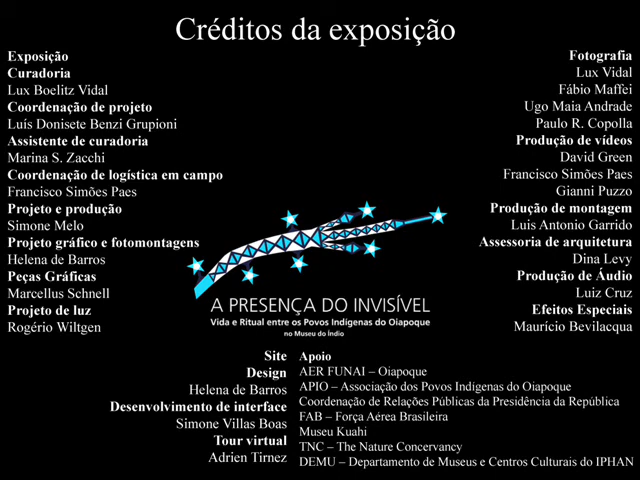 Créditos da exposição
Exposição
Curadoria
Lux Boelitz Vidal
Coordenação de projeto
Luís Donisete Benzi Grupioni
Assistente de curadoria
Marina S. Zacchi
Coordenação de logística em campo
Francisco Simões Paes
Projeto e produção
Simone Melo
Projeto gráfico e fotomontagens
Helena de Barros
Peças Gráficas
Marcellus Schnell
Projeto de luz
Rogério Wiltgen
Fotografia
Lux Vidal
Fábio Maffei
Ugo Maia Andrade
Paulo R. Copolla
Produção de vídeos
David Green
Francisco Simões Paes
Gianni Puzzo
Produção de montagem
Luis Antonio Garrido
Assessoria de arquitetura
Dina Levy
Produção de Áudio
Luiz Cruz
Efeitos Especiais
Maurício Bevilacqua
A PRESENÇA DO INVISÍVEL
Vida e Ritual entre os Povos Indígenas do Oiapoque
no Museu do Índio
Site
Design
Helena de Barros
Desenvolvimento de interface
Simone Villas Boas
Tour virtual
Adrien Tirnez
Apoio
AER FUNAI – Oiapoque
APIO – Associação dos Povos Indígenas do Oiapoque
Coordenação de Relações Públicas da Presidência da República
FAB – Força Aérea Brasileira
Museu Kuahi
TNC – The Nature Concervancy
DEMU – Departamento de Museus e Centros Culturais do IPHAN